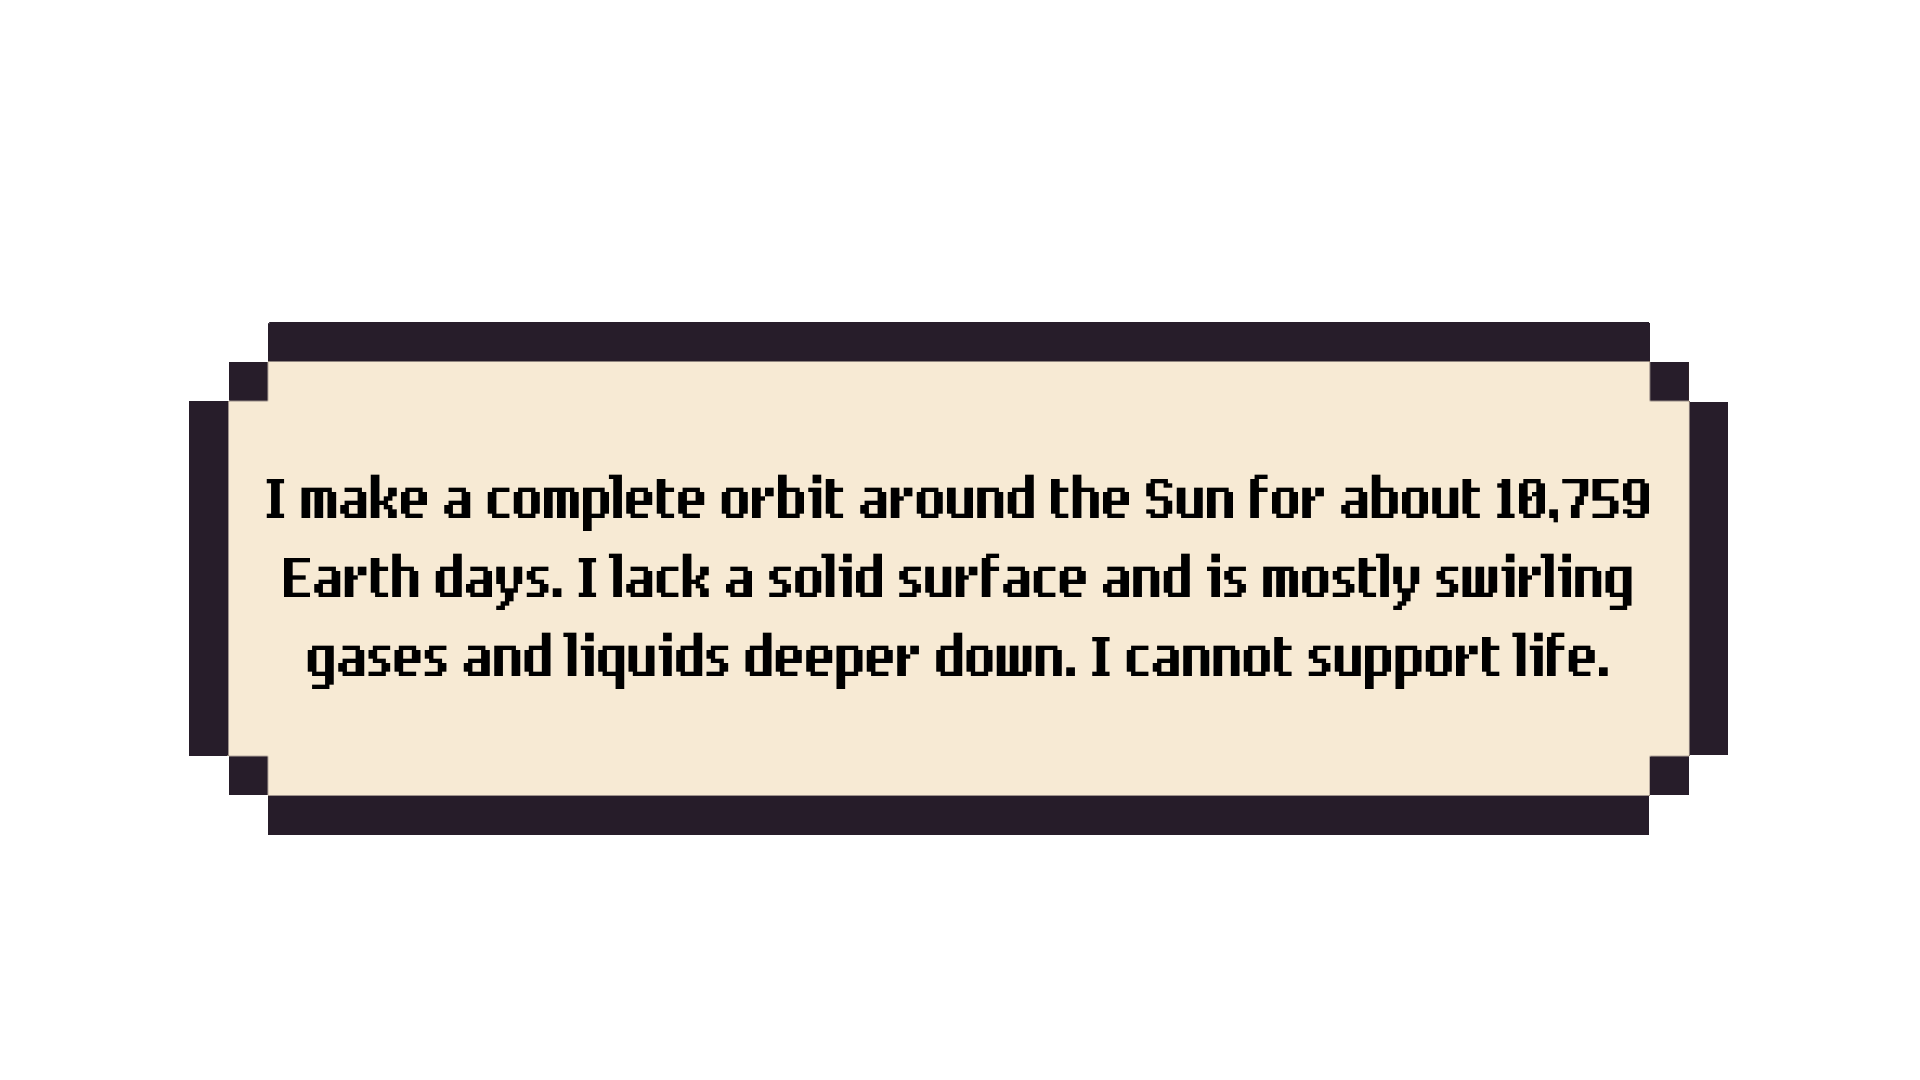 I make a complete orbit around the Sun for about 10,759
Earth days. I lack a solid surface and is mostly swirling
gases and liquids deeper down. I cannot support life.